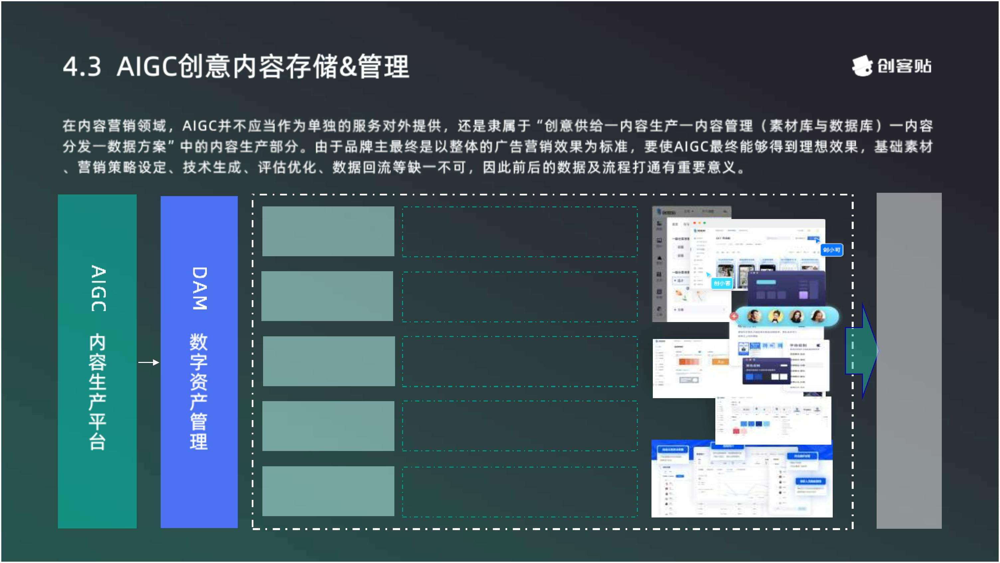 4.3 AIGC创意内容存储&管理
创客贴
在内容营销领域，AIGC并不应当作为单独的服务对外提供，还是隶属于“创意供给一内容生产一内容管理（素材库与数据库）一内容
分发一数据方案”中的内容生产部分。由于品牌主最终是以整体的广告营销效果为标准，要使AIGC最终能够得到理想效果，基础素材
、营销策略设定、技术生成、评估优化、数据回流等缺一不可，因此前后的数据及流程打通有重要意义。
AIGC 内容生产平台
DAM 数字资产管理
创小可
创小客